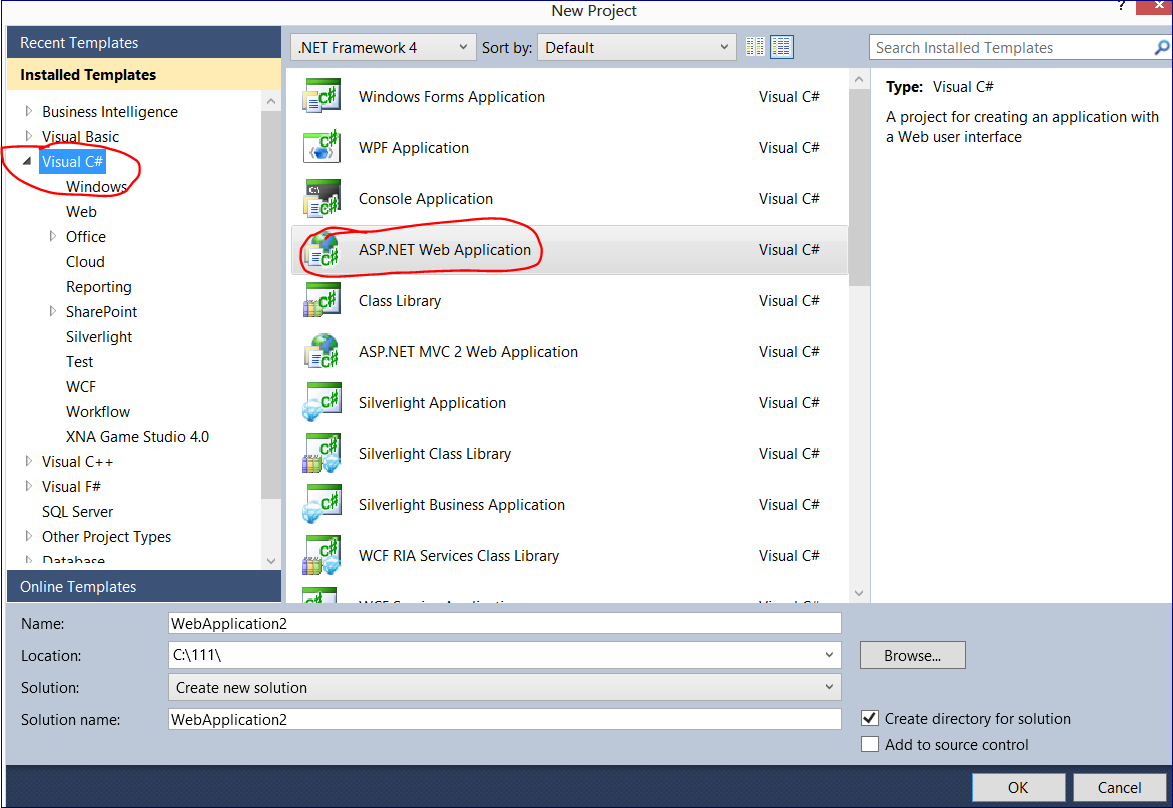 New Project
?
Recent Templates
.NET Framework 4
Sort by:
Default
Search Installed Templates
Installed Templates
Business Intelligence
Visual Basic
Visual C#
Windows
Web
Office
Cloud
Reporting
SharePoint
Silverlight
Test
WCF
Workflow
XNA Game Studio 4.0
Visual C++
Visual F#
SQL Server
Other Project Types
Database
Online Templates
Windows Forms Application Visual C#
WPF Application Visual C#
Console Application Visual C#
ASP.NET Web Application Visual C#
Class Library Visual C#
ASP.NET MVC 2 Web Application Visual C#
Silverlight Application Visual C#
Silverlight Class Library Visual C#
Silverlight Business Application Visual C#
WCF RIA Services Class Library Visual C#
Type: Visual C#
A project for creating an application with
a Web user interface
Name: WebApplication2
Location: C:\111\
Browse...
Solution: Create new solution
Solution name: WebApplication2
Create directory for solution
Add to source control
OK
Cancel